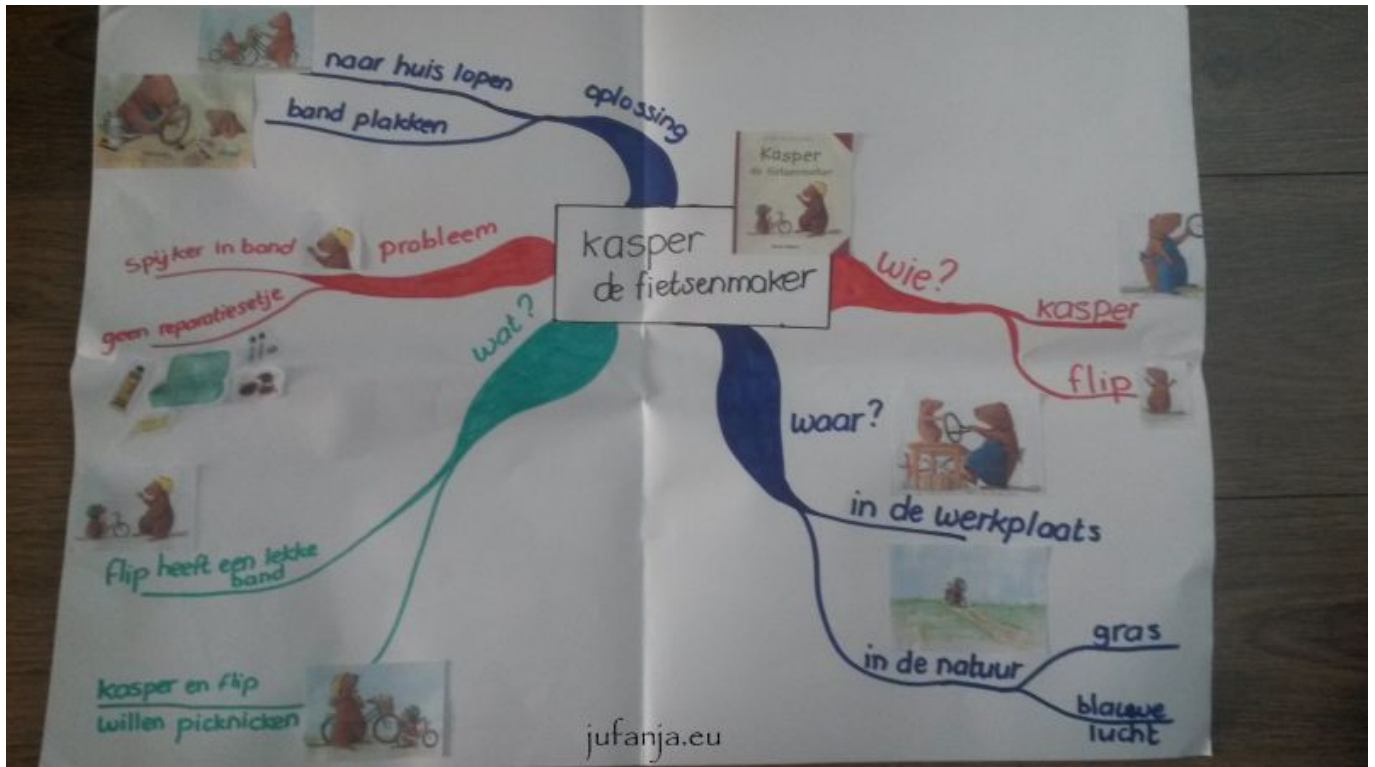 naar huis lopen
band plakken
oplossing
Kasper
de fietsenmaker
kasper
de fietsenmaker
probleem
spijker in band
geen reparatiesetje
wie?
kasper
flip
wat?
flip heeft een lekke
band
kasper en flip
willen picknicken
waar?
in de werkplaats
in de natuur
gras
blauwe
lucht
jufanja.eu